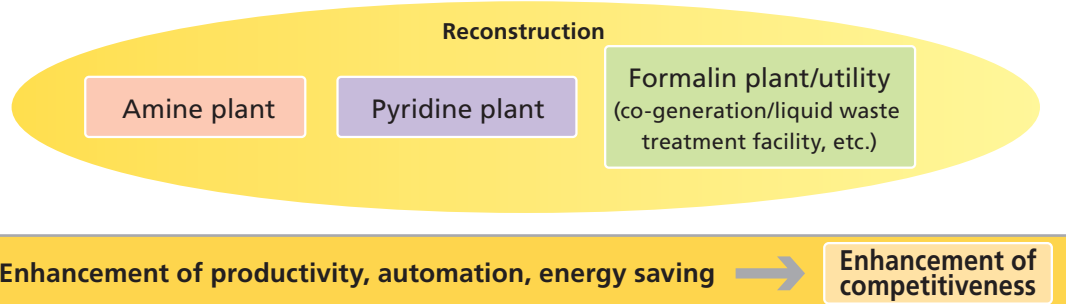 Reconstruction
Amine plant
Pyridine plant
Formalin plant/utility
(co-generation/liquid waste
treatment facility, etc.)
Enhancement of productivity, automation, energy saving
Enhancement of
competitiveness